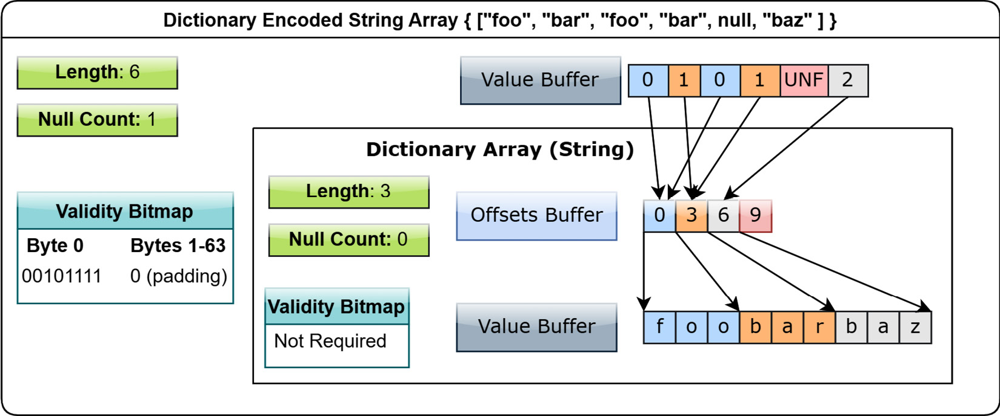 Dictionary Encoded String Array { ["foo", "bar", "foo", "bar", null, "baz" ] }
Length: 6
Null Count: 1
Value Buffer
0 1 0 1 UNF 2
Validity Bitmap
Byte 0 Bytes 1-63
00101111 0 (padding)
Dictionary Array (String)
Length: 3
Null Count: 0
Offsets Buffer
0 3 6 9
Validity Bitmap
Not Required
Value Buffer
f o o b a r b a z